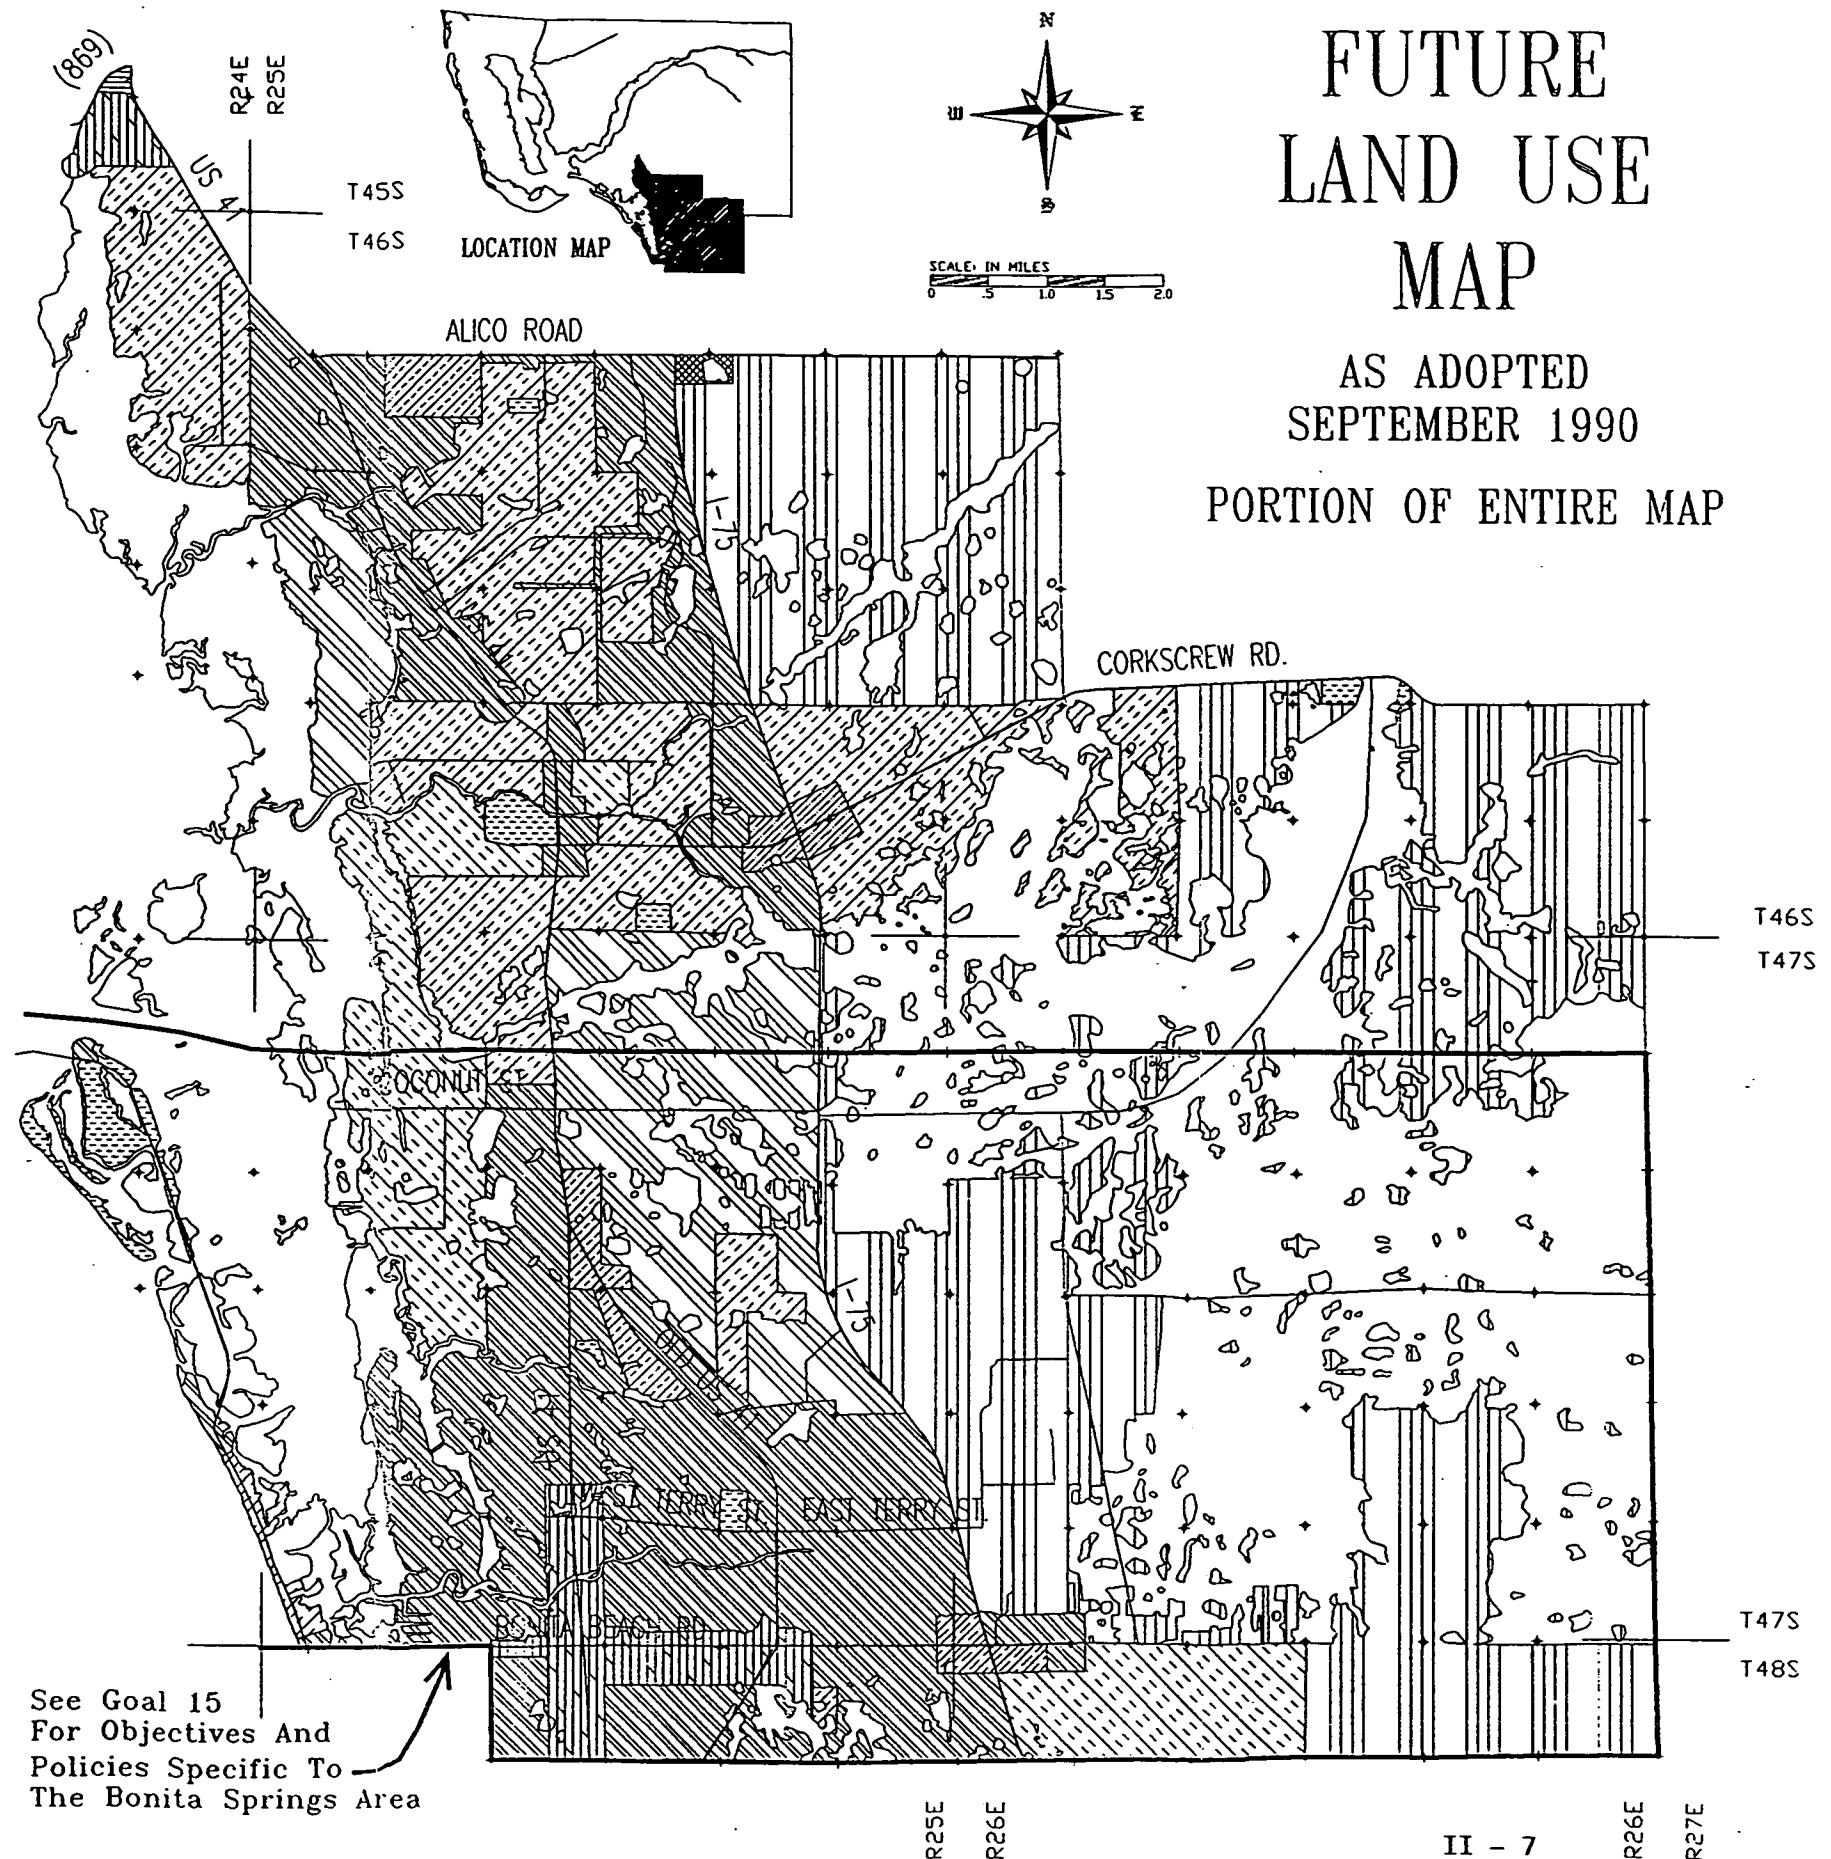 FUTURE
LAND USE
MAP
AS ADOPTED
SEPTEMBER 1990
PORTION OF ENTIRE MAP
(869)
R24E
R25E
US 41
T45S
T46S
LOCATION MAP
N
W
E
S
SCALE: IN MILES
0 .5 1.0 1.5 2.0
ALICO ROAD
I-75
CORKSCREW RD.
T46S
T47S
COCONUT ST.
I-75
US 41
WEST TERRY ST.
EAST TERRY ST.
BONITA BEACH RD
T47S
T48S
See Goal 15
For Objectives And
Policies Specific To
The Bonita Springs Area
R25E
R26E
II - 7
R26E
R27E